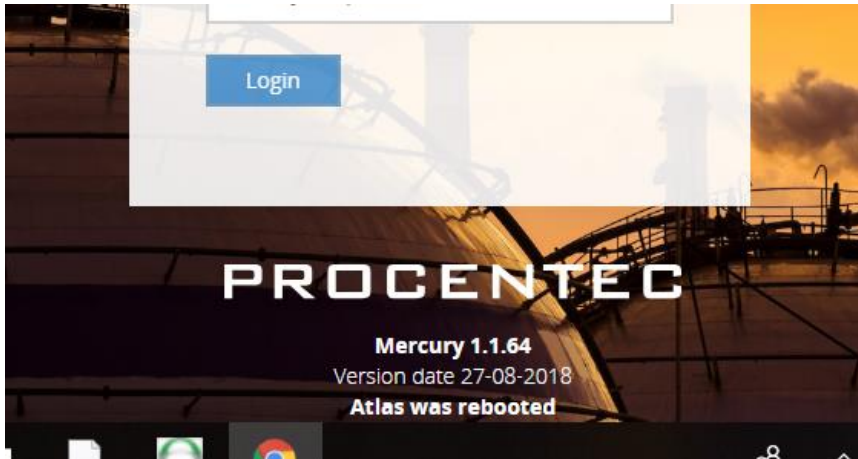 Login
PROCENTEC
Mercury 1.1.64
Version date 27-08-2018
Atlas was rebooted